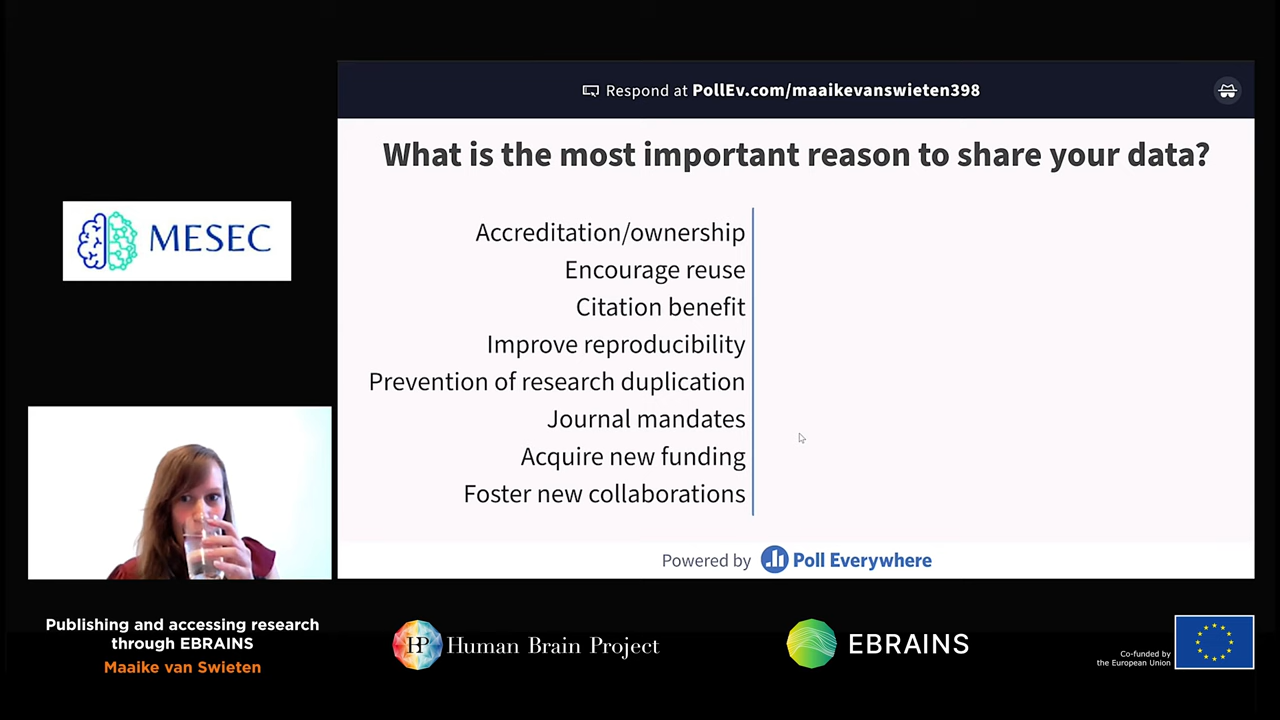 Respond at PollEv.com/maaikevanswieten398
What is the most important reason to share your data?
Accreditation/ownership
Encourage reuse
Citation benefit
Improve reproducibility
Prevention of research duplication
Journal mandates
Acquire new funding
Foster new collaborations
Powered by Poll Everywhere
MESEC
Publishing and accessing research
through EBRAINS
Maaike van Swieten
HBP Human Brain Project
EBRAINS
Co-funded by
the European Union